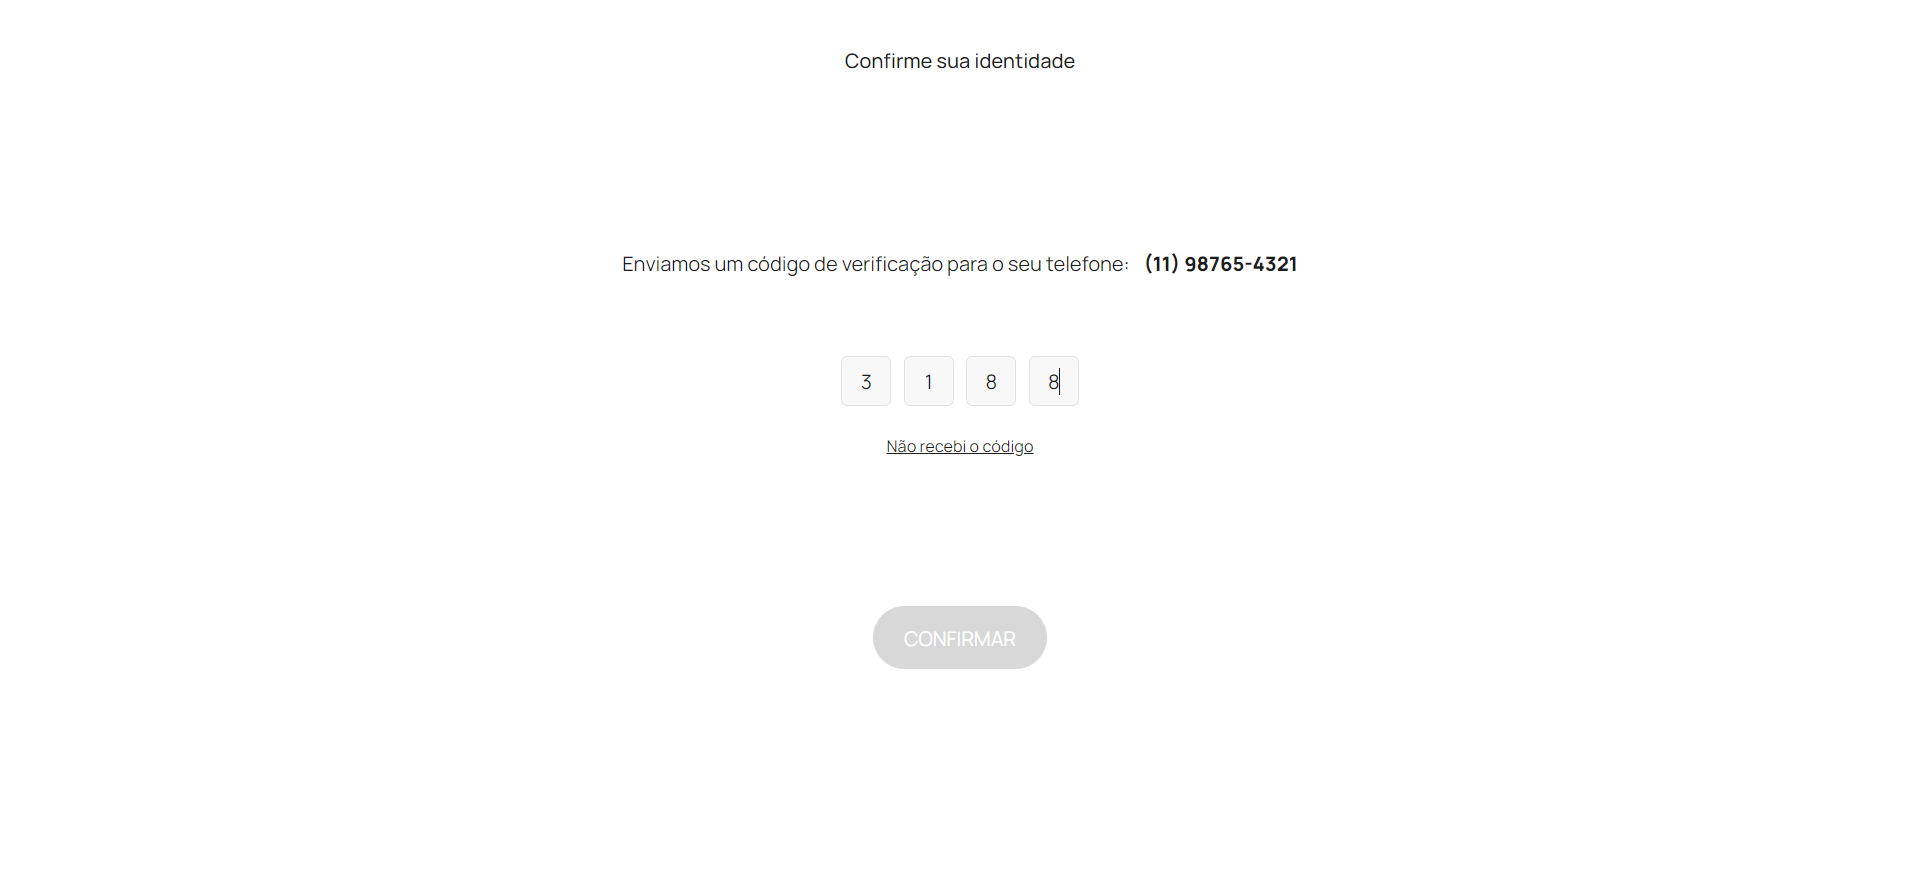 Confirme sua identidade
Enviamos um código de verificação para o seu telefone: (11) 98765-4321
3 1 8 8
Não recebi o código
CONFIRMAR